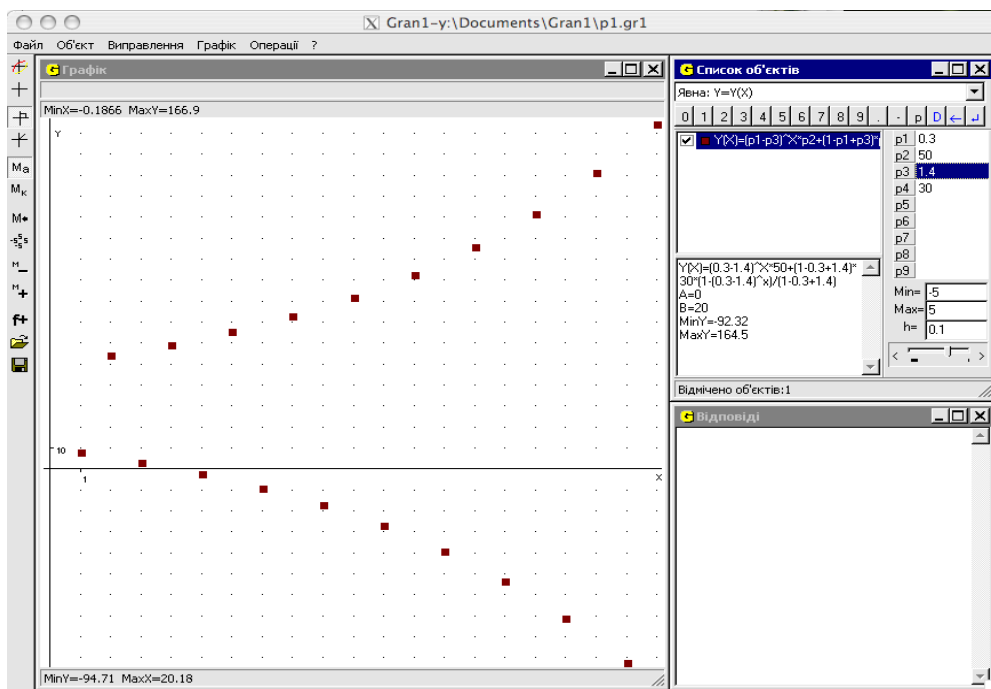 Gran1-y:\Documents\Gran1\p1.gr1
Файл Об'єкт Виправлення Графік Операції ?
Графік
MinX=-0.1866 MaxY=166.9
Y
10
1
X
MinY=-94.71 MaxX=20.18
Ma
Mк
M
-5 5 5
M
M +
f+
Список об'єктів
Явна: Y=Y(X)
0 1 2 3 4 5 6 7 8 9 . - p D ← ↵
Y(X)=(p1-p3)^X*p2+(1-p1+p3)*
p1 0.3
p2 50
p3 1.4
p4 30
p5
p6
p7
p8
p9
Y(X)=(0.3-1.4)^X*50+(1-0.3+1.4)*
30*(1-(0.3-1.4)^x)/(1-0.3+1.4)
A=0
B=20
MinY=-92.32
MaxY=164.5
Min= -5
Max= 5
h= 0.1
Відмічено об'єктів:1
Відповіді